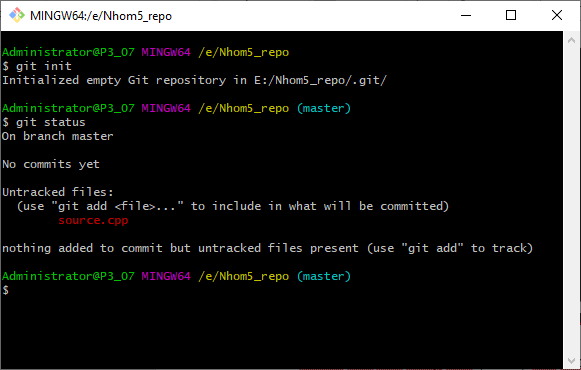 MINGW64:/e/Nhom5_repo
Administrator@P3_07 MINGW64 /e/Nhom5_repo
$ git init
Initialized empty Git repository in E:/Nhom5_repo/.git/
Administrator@P3_07 MINGW64 /e/Nhom5_repo (master)
$ git status
On branch master
No commits yet
Untracked files:
  (use "git add <file>..." to include in what will be committed)
        source.cpp
nothing added to commit but untracked files present (use "git add" to track)
Administrator@P3_07 MINGW64 /e/Nhom5_repo (master)
$